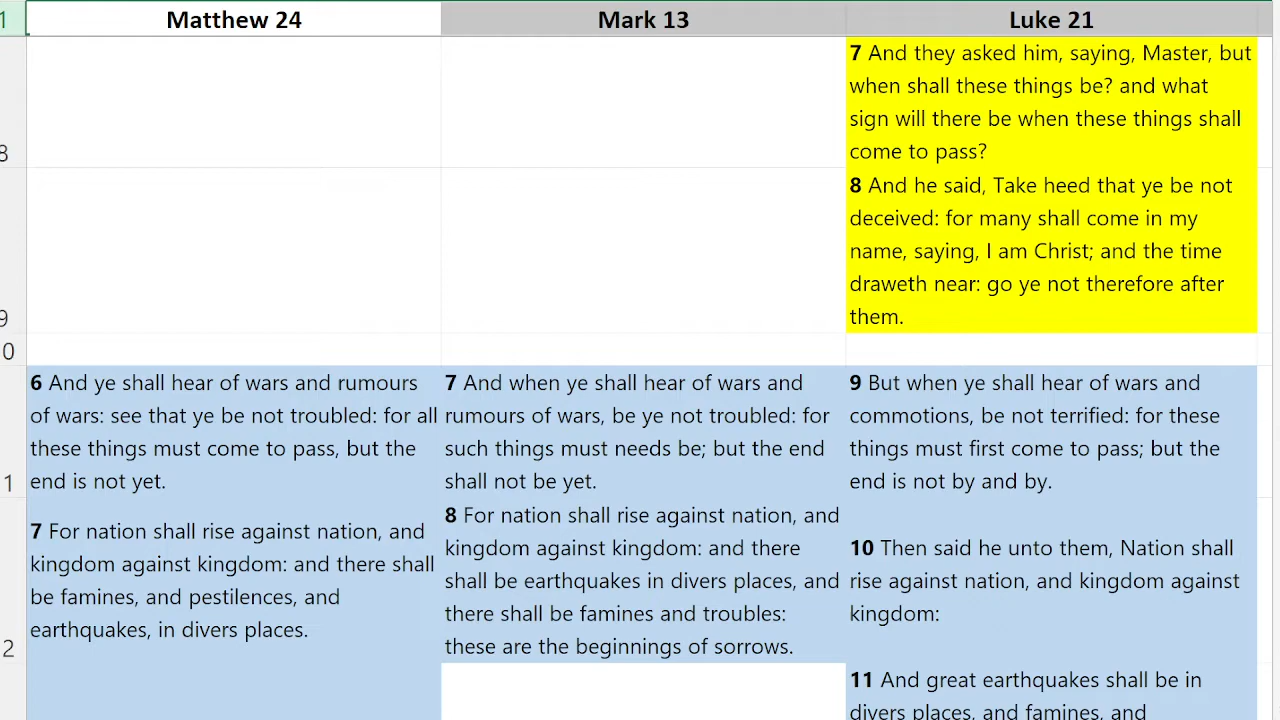 1
Matthew 24
Mark 13
Luke 21
7 And they asked him, saying, Master, but
when shall these things be? and what
sign will there be when these things shall
come to pass?
8
8 And he said, Take heed that ye be not
deceived: for many shall come in my
name, saying, I am Christ; and the time
draweth near: go ye not therefore after
them.
9
0
6 And ye shall hear of wars and rumours
of wars: see that ye be not troubled: for all
these things must come to pass, but the
end is not yet.
7 And when ye shall hear of wars and
rumours of wars, be ye not troubled: for
such things must needs be; but the end
shall not be yet.
9 But when ye shall hear of wars and
commotions, be not terrified: for these
things must first come to pass; but the
end is not by and by.
1
7 For nation shall rise against nation, and
kingdom against kingdom: and there shall
be famines, and pestilences, and
earthquakes, in divers places.
8 For nation shall rise against nation, and
kingdom against kingdom: and there
shall be earthquakes in divers places, and
there shall be famines and troubles:
these are the beginnings of sorrows.
10 Then said he unto them, Nation shall
rise against nation, and kingdom against
kingdom:
2
11 And great earthquakes shall be in
divers places, and famines, and